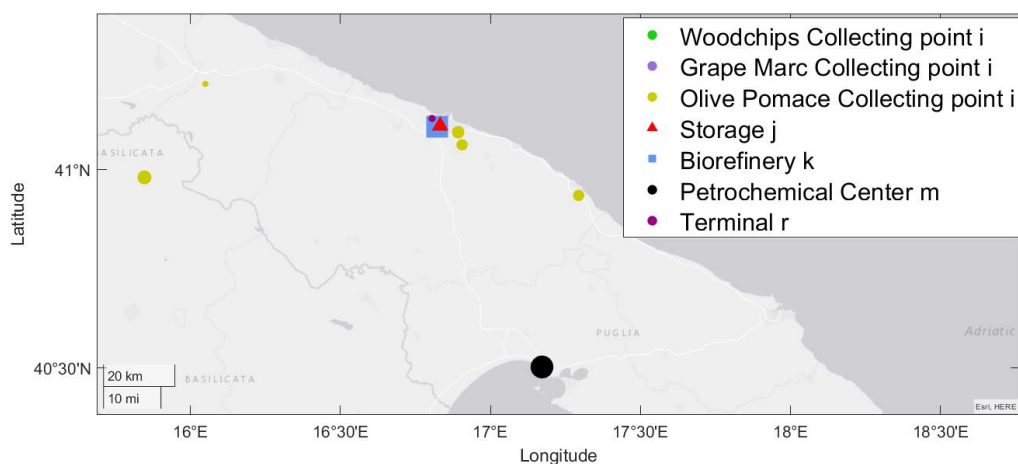 Woodchips Collecting point i
Grape Marc Collecting point i
Olive Pomace Collecting point i
Storage j
Biorefinery k
Petrochemical Center m
Terminal r
BASILICATA
41°N
Latitude
PUGLIA
Adriatic
40°30'N
20 km
10 mi
BASILICATA
Esri, HERE
16°E
16°30'E
17°E
17°30'E
18°E
18°30'E
Longitude